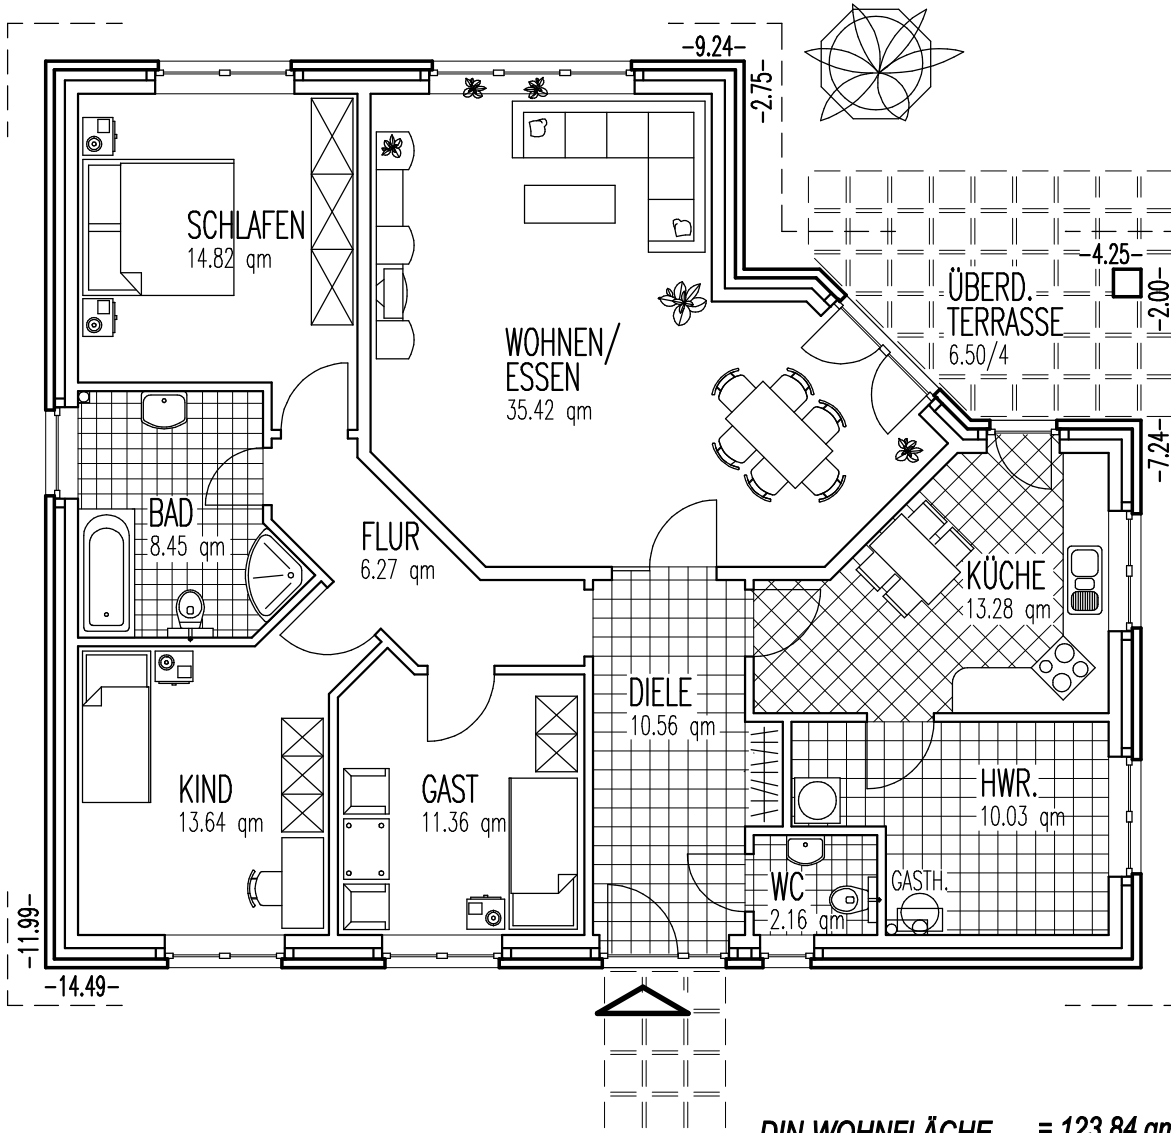 -9.24-
-2.75-
-4.25-
-2.00-
ÜBERD.
TERRASSE
6.50/4
SCHLAFEN
14.82 qm
WOHNEN/
ESSEN
35.42 qm
-7.24-
BAD
8.45 qm
FLUR
6.27 qm
KÜCHE
13.28 qm
DIELE
10.56 qm
KIND
13.64 qm
GAST
11.36 qm
HWR.
10.03 qm
WC
2.16 qm
GASTH.
-11.99-
-14.49-
DIN WOHNFLÄCHE = 123.84 qm